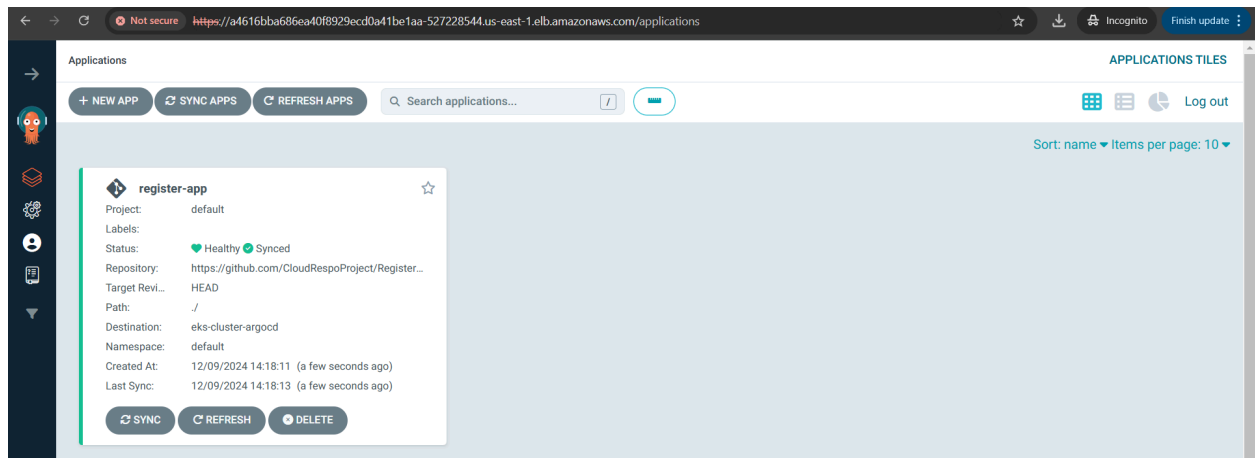 Not secure https://a4616bba686ea40f8929ecd0a41be1aa-527228544.us-east-1.elb.amazonaws.com/applications Incognito Finish update
Applications APPLICATIONS TILES
+ NEW APP SYNC APPS REFRESH APPS Search applications... / Log out
Sort: name Items per page: 10
register-app
Project: default
Labels:
Status: Healthy Synced
Repository: https://github.com/CloudRespoProject/Register...
Target Revi... HEAD
Path: ./
Destination: eks-cluster-argocd
Namespace: default
Created At: 12/09/2024 14:18:11 (a few seconds ago)
Last Sync: 12/09/2024 14:18:13 (a few seconds ago)
SYNC REFRESH DELETE